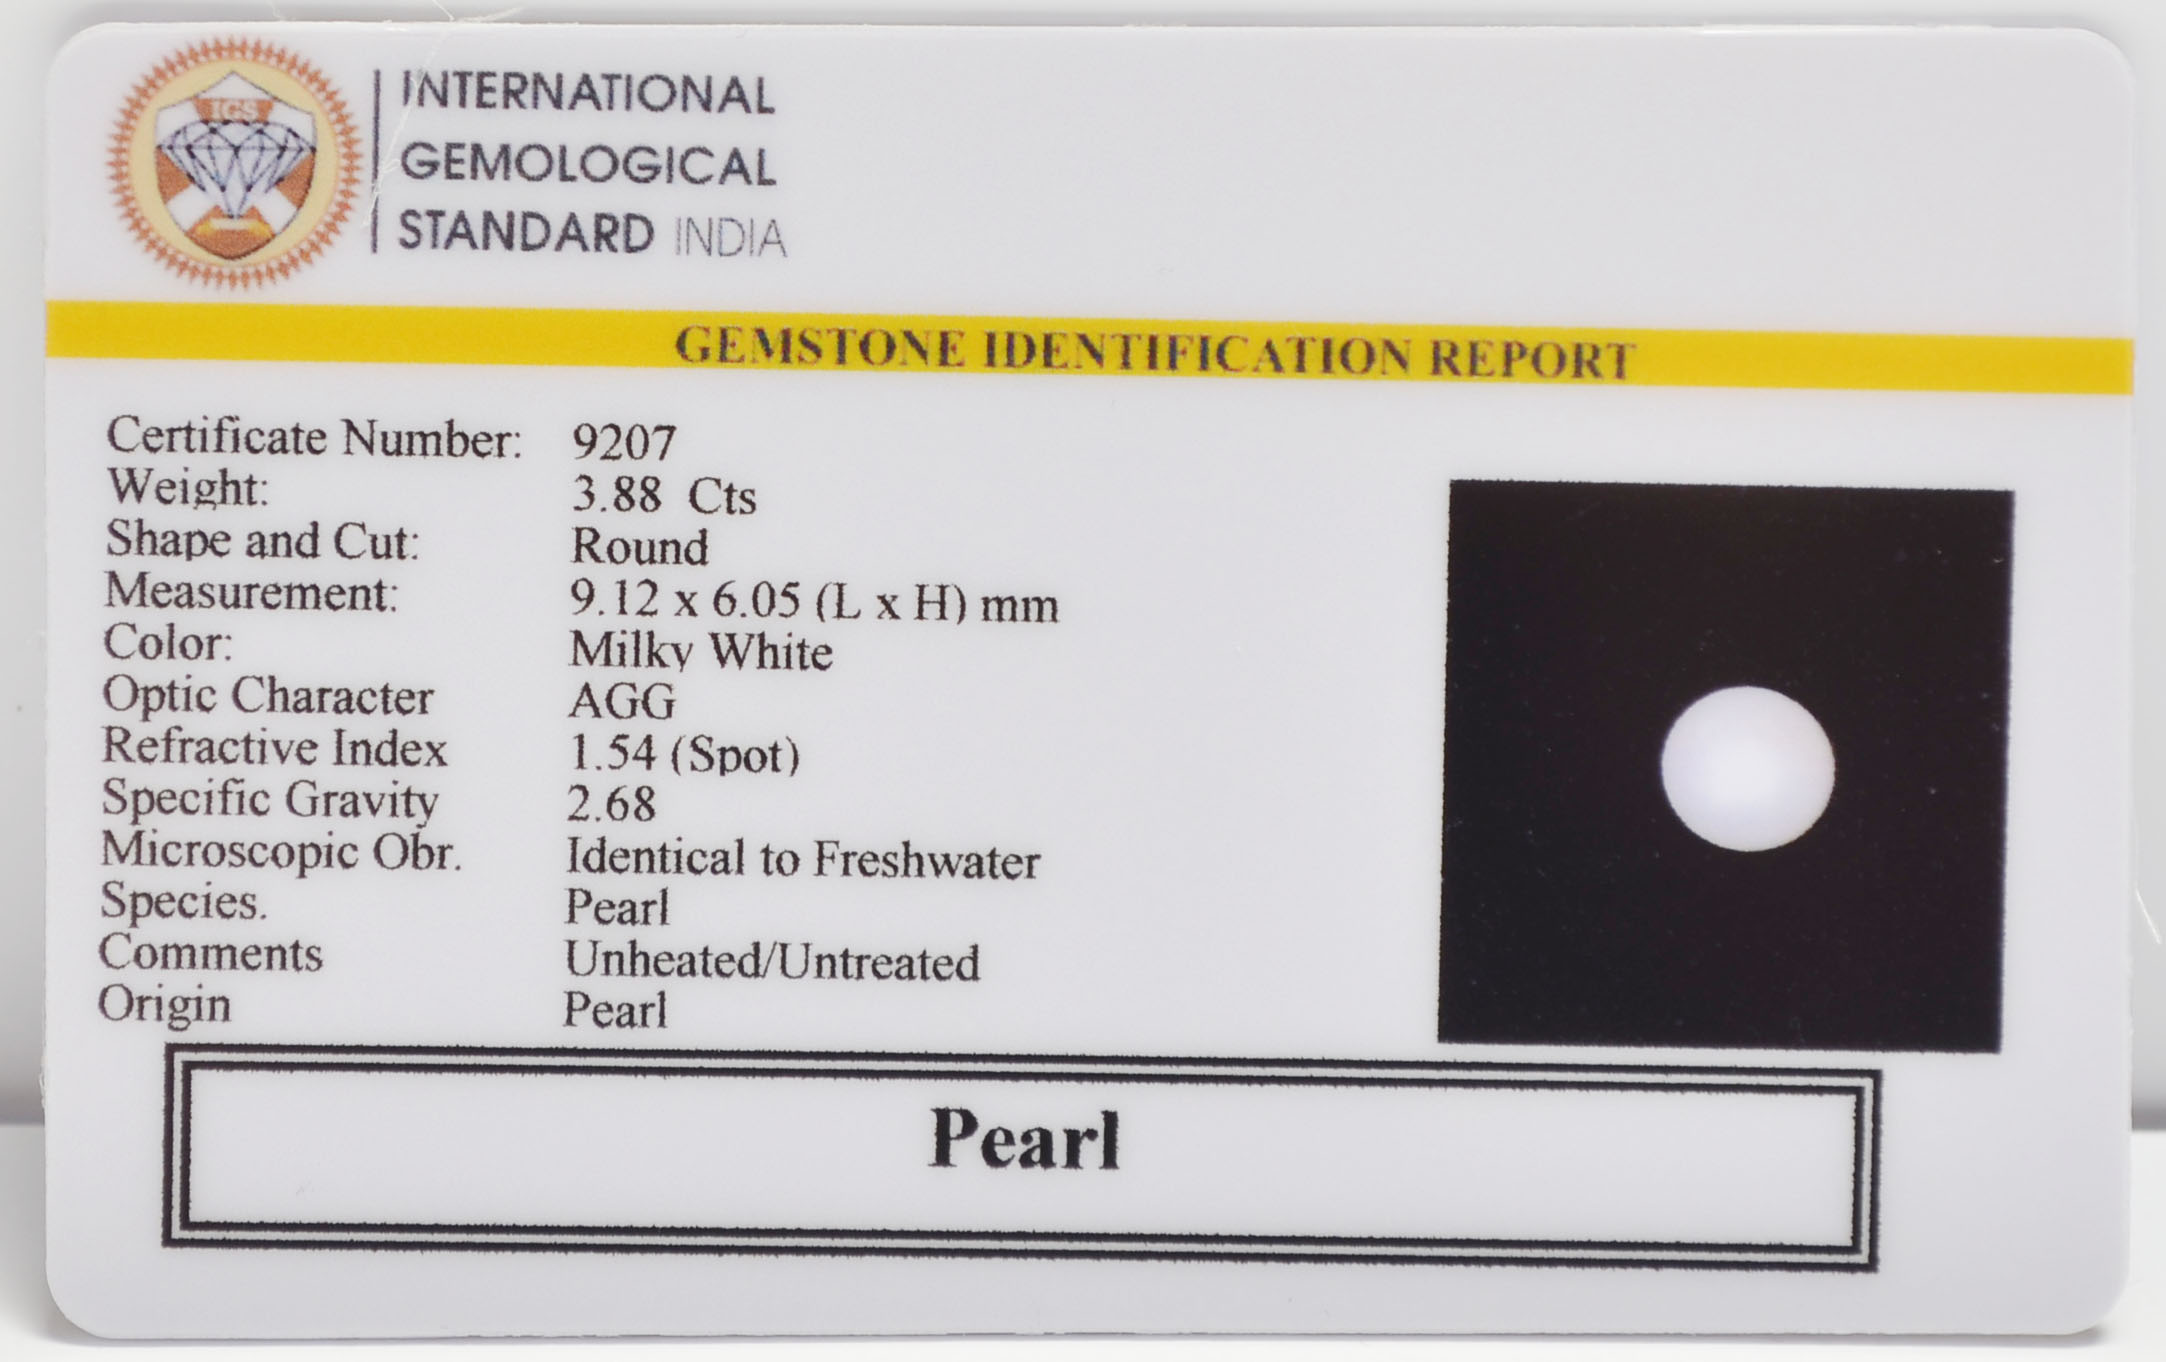 IGS
INTERNATIONAL
GEMOLOGICAL
STANDARD INDIA
GEMSTONE IDENTIFICATION REPORT
Certificate Number: 9207
Weight: 3.88 Cts
Shape and Cut: Round
Measurement: 9.12 x 6.05 (L x H) mm
Color: Milky White
Optic Character AGG
Refractive Index 1.54 (Spot)
Specific Gravity 2.68
Microscopic Obr. Identical to Freshwater
Species. Pearl
Comments Unheated/Untreated
Origin Pearl
Pearl